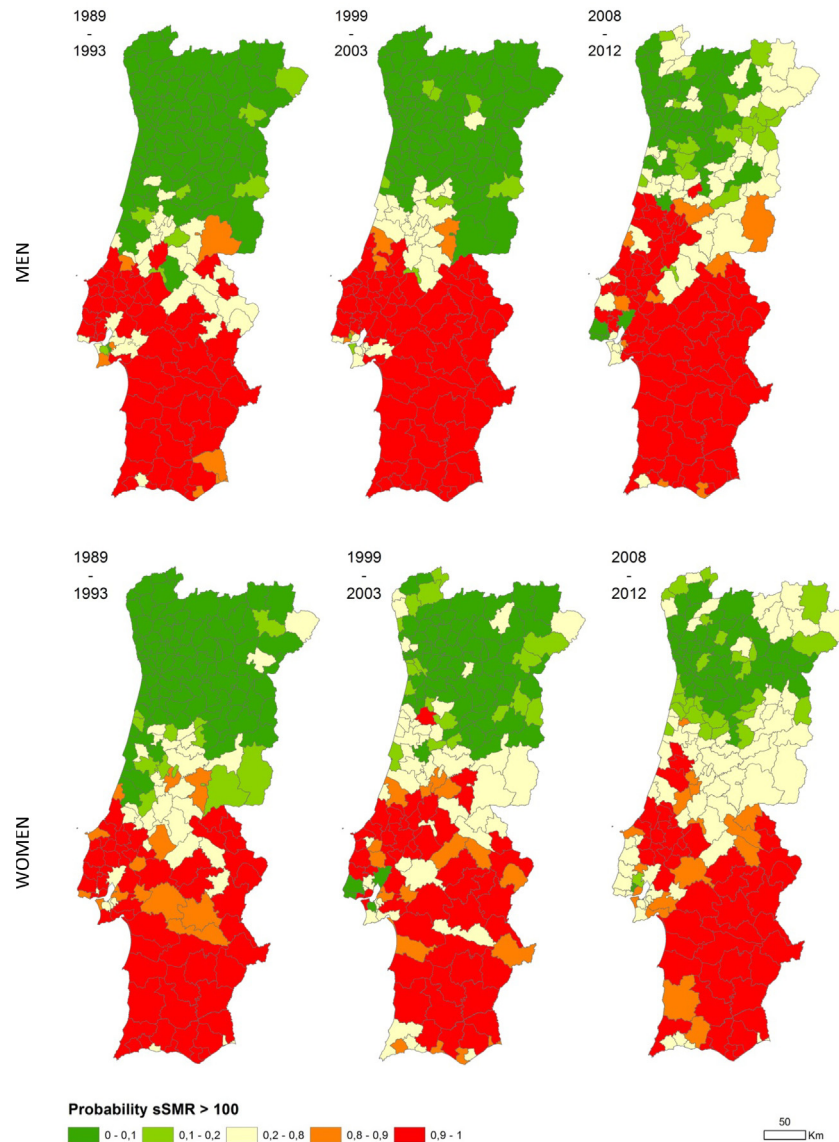 1989 - 1993
1999 - 2003
2008 - 2012
MEN
1989 - 1993
1999 - 2003
2008 - 2012
WOMEN
Probability sSMR > 100
0 - 0,1
0,1 - 0,2
0,2 - 0,8
0,8 - 0,9
0,9 - 1
50
Km